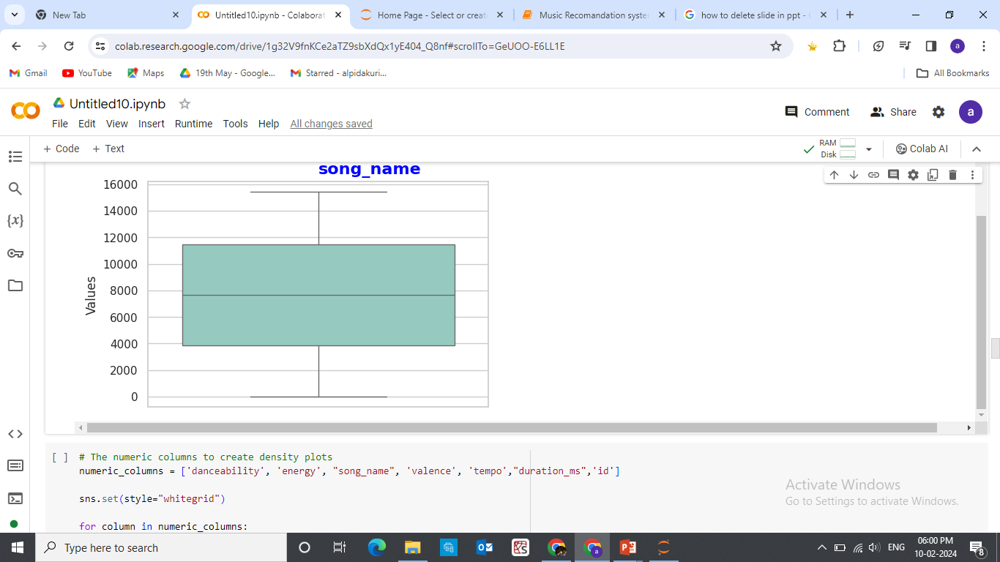 New Tab
Untitled10.ipynb - Colaborat
Home Page - Select or creat
Music Recomandation syste
how to delete slide in ppt -
colab.research.google.com/drive/1g32V9fnKCe2aTZ9sbXdQx1yE404_Q8nf#scrollTo=GeUOO-E6LL1E
a
Gmail
YouTube
Maps
19th May - Google...
Starred - alpidakuri...
All Bookmarks
Untitled10.ipynb
File Edit View Insert Runtime Tools Help All changes saved
Comment
Share
a
+ Code + Text
RAM
Disk
Colab AI
song_name
16000
14000
12000
10000
8000
6000
4000
2000
0
Values
[ ] # The numeric columns to create density plots
numeric_columns = ['danceability', 'energy', "song_name", 'valence', 'tempo',"duration_ms",'id']
sns.set(style="whitegrid")
for column in numeric_columns:
Activate Windows
Go to Settings to activate Windows.
Type here to search
ENG
06:00 PM
10-02-2024
8